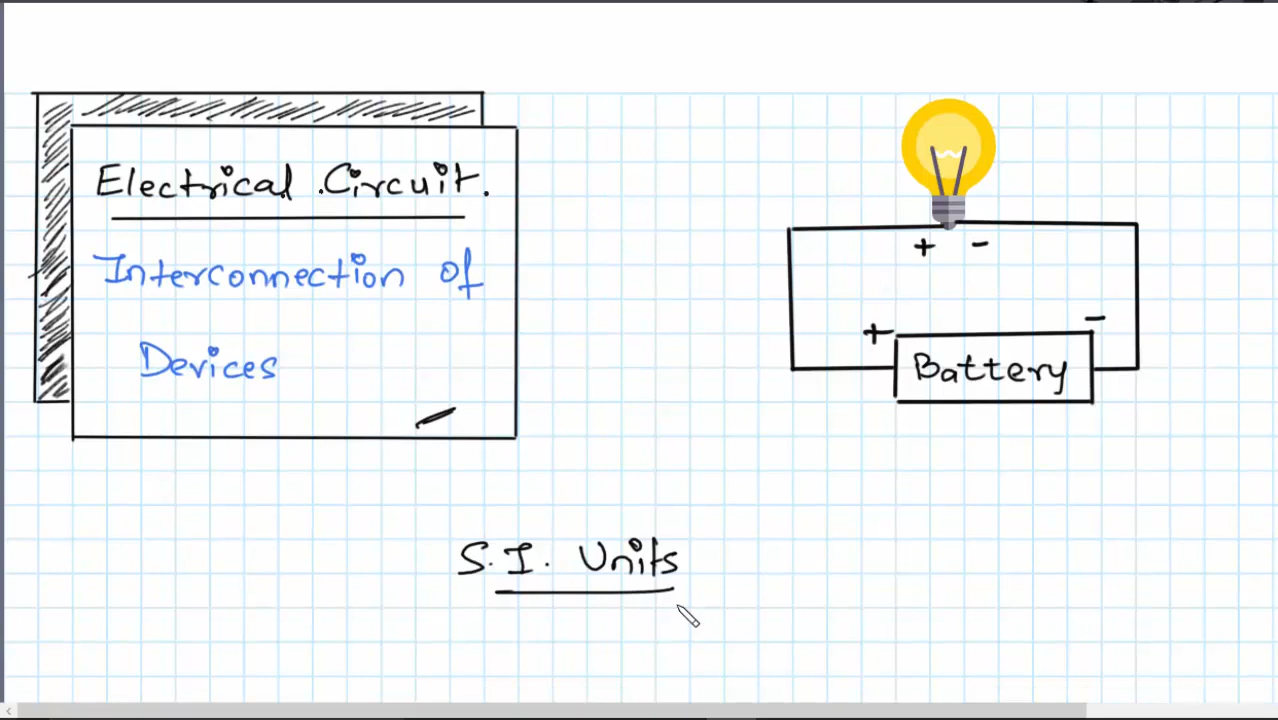 Electrical Circuit.
Interconnection of
Devices
+ -
+ -
Battery
S.I. Units